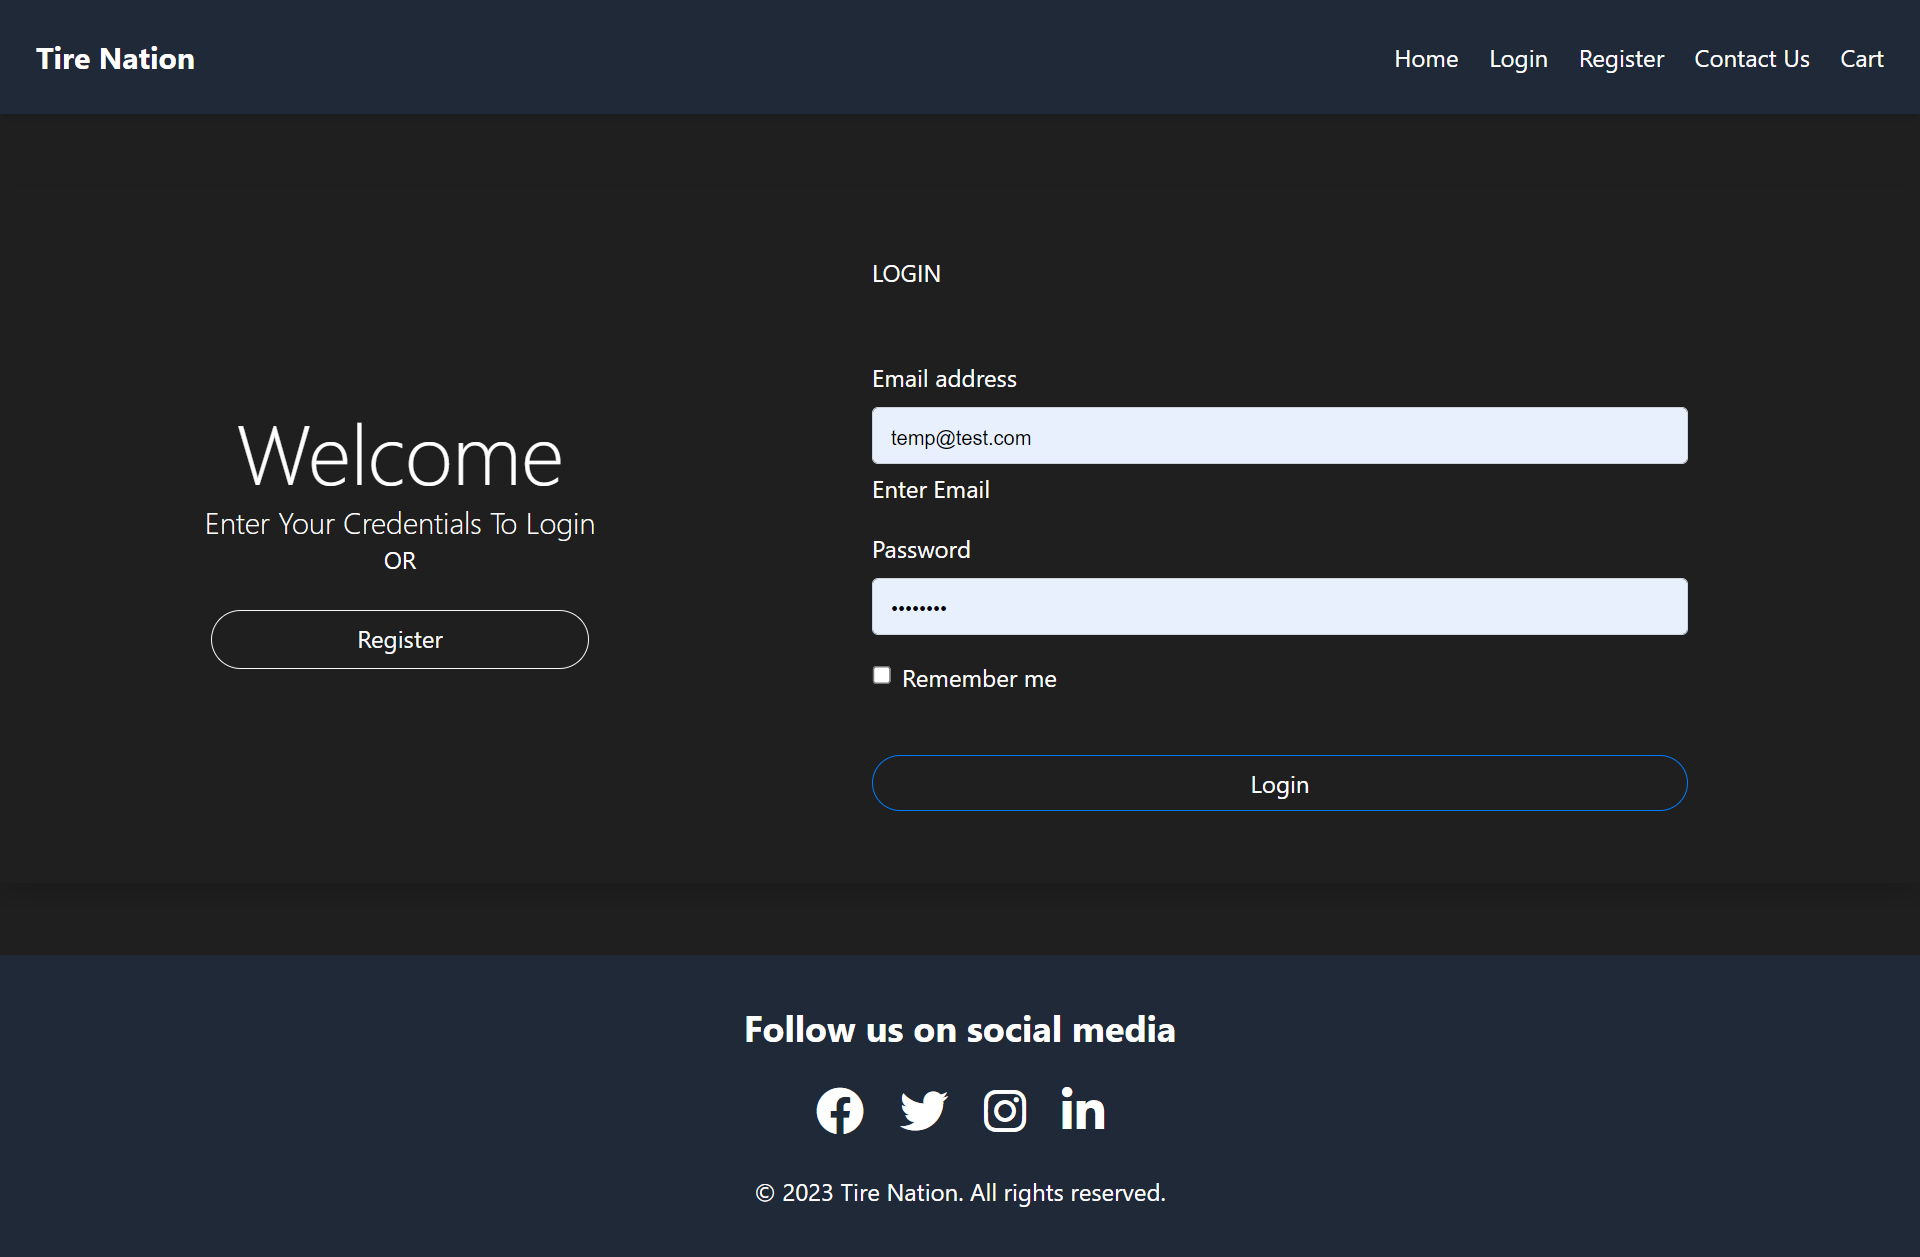 Tire Nation
Home Login Register Contact Us Cart
Welcome
Enter Your Credentials To Login
OR
Register
LOGIN
Email address
temp@test.com
Enter Email
Password
••••••••
Remember me
Login
Follow us on social media
© 2023 Tire Nation. All rights reserved.